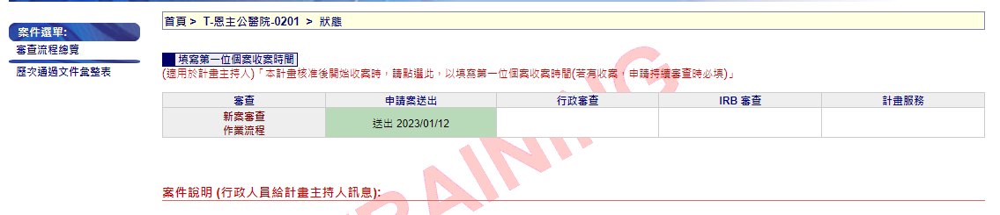 案件選單:
審查流程總覽
歷次通過文件彙整表
首頁 > T-恩主公醫院-0201 > 狀態
填寫第一位個案收案時間
(適用於計畫主持人)「本計畫核准後開始收案時，請點選此，以填寫第一位個案收案時間(若有收案，申請持續審查時必填)」
審查 申請案送出 行政審查 IRB 審查 計畫服務
新案審查
作業流程
送出 2023/01/12
案件說明 (行政人員給計畫主持人訊息):
TRAINING